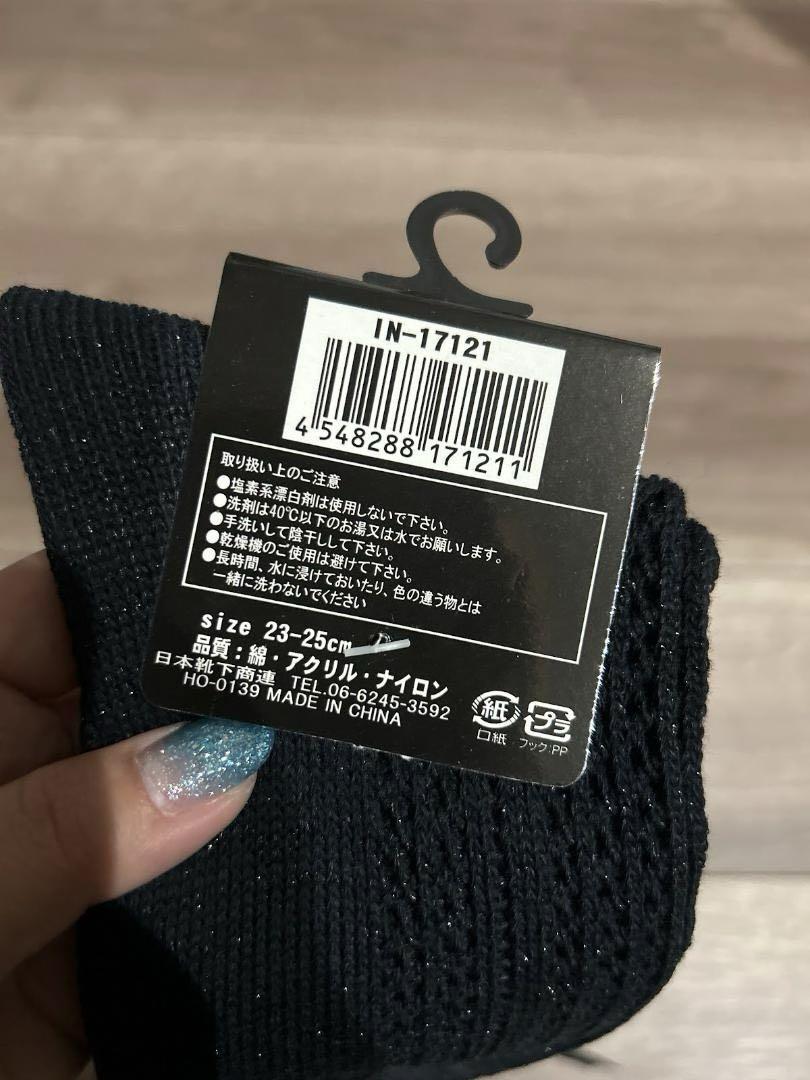 IN-17121
4 548288 171211
取り扱い上のご注意
●塩素系漂白剤は使用しないで下さい。
●洗剤は40℃以下のお湯又は水でお願いします。
●手洗いして陰干しして下さい。
●乾燥機のご使用は避けて下さい。
●長時間、水に浸けておいたり、色の違う物とは
一緒に洗わないでください
size 23-25cm
品質：綿・アクリル・ナイロン
日本靴下商連 TEL.06-6245-3592
HO-0139 MADE IN CHINA
紙 プラ
口紙 フック:PP